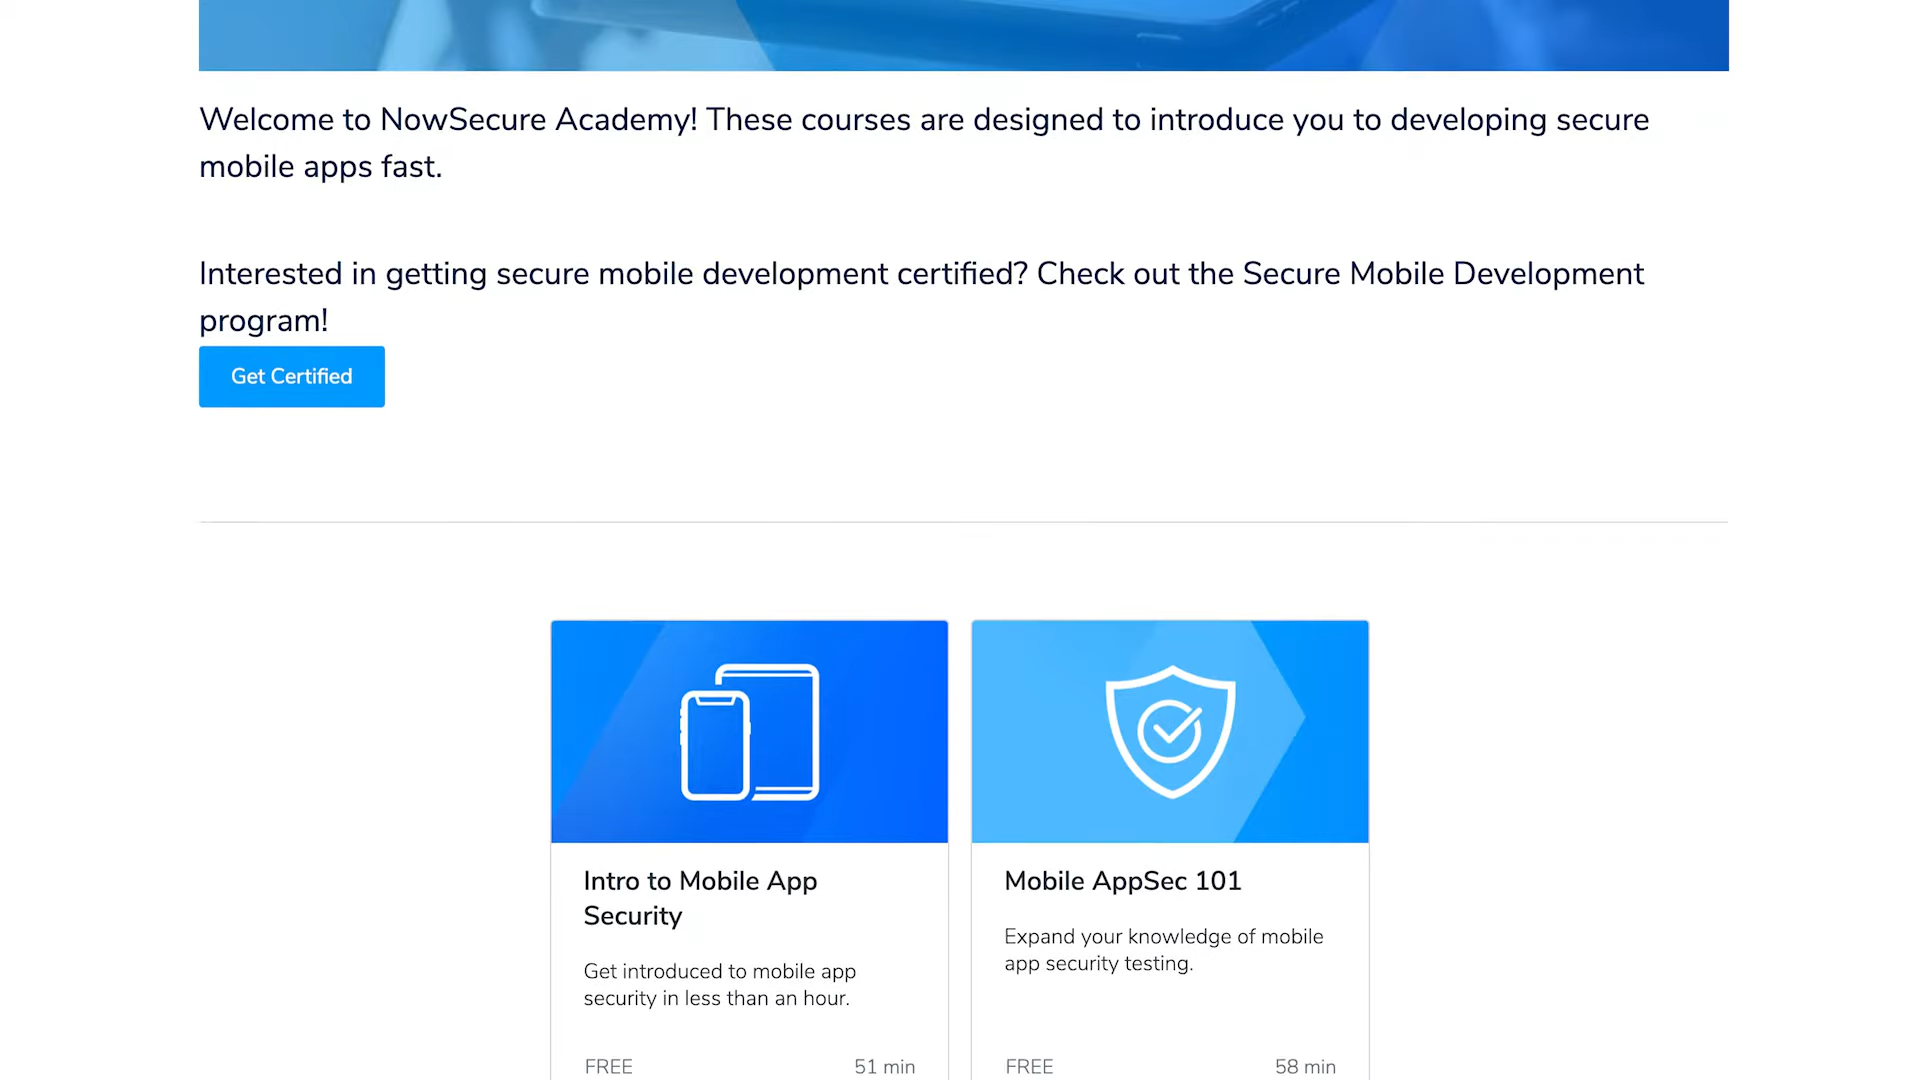 Welcome to NowSecure Academy! These courses are designed to introduce you to developing secure
mobile apps fast.
Interested in getting secure mobile development certified? Check out the Secure Mobile Development
program!
Get Certified
Intro to Mobile App
Security
Get introduced to mobile app
security in less than an hour.
FREE 51 min
Mobile AppSec 101
Expand your knowledge of mobile
app security testing.
FREE 58 min